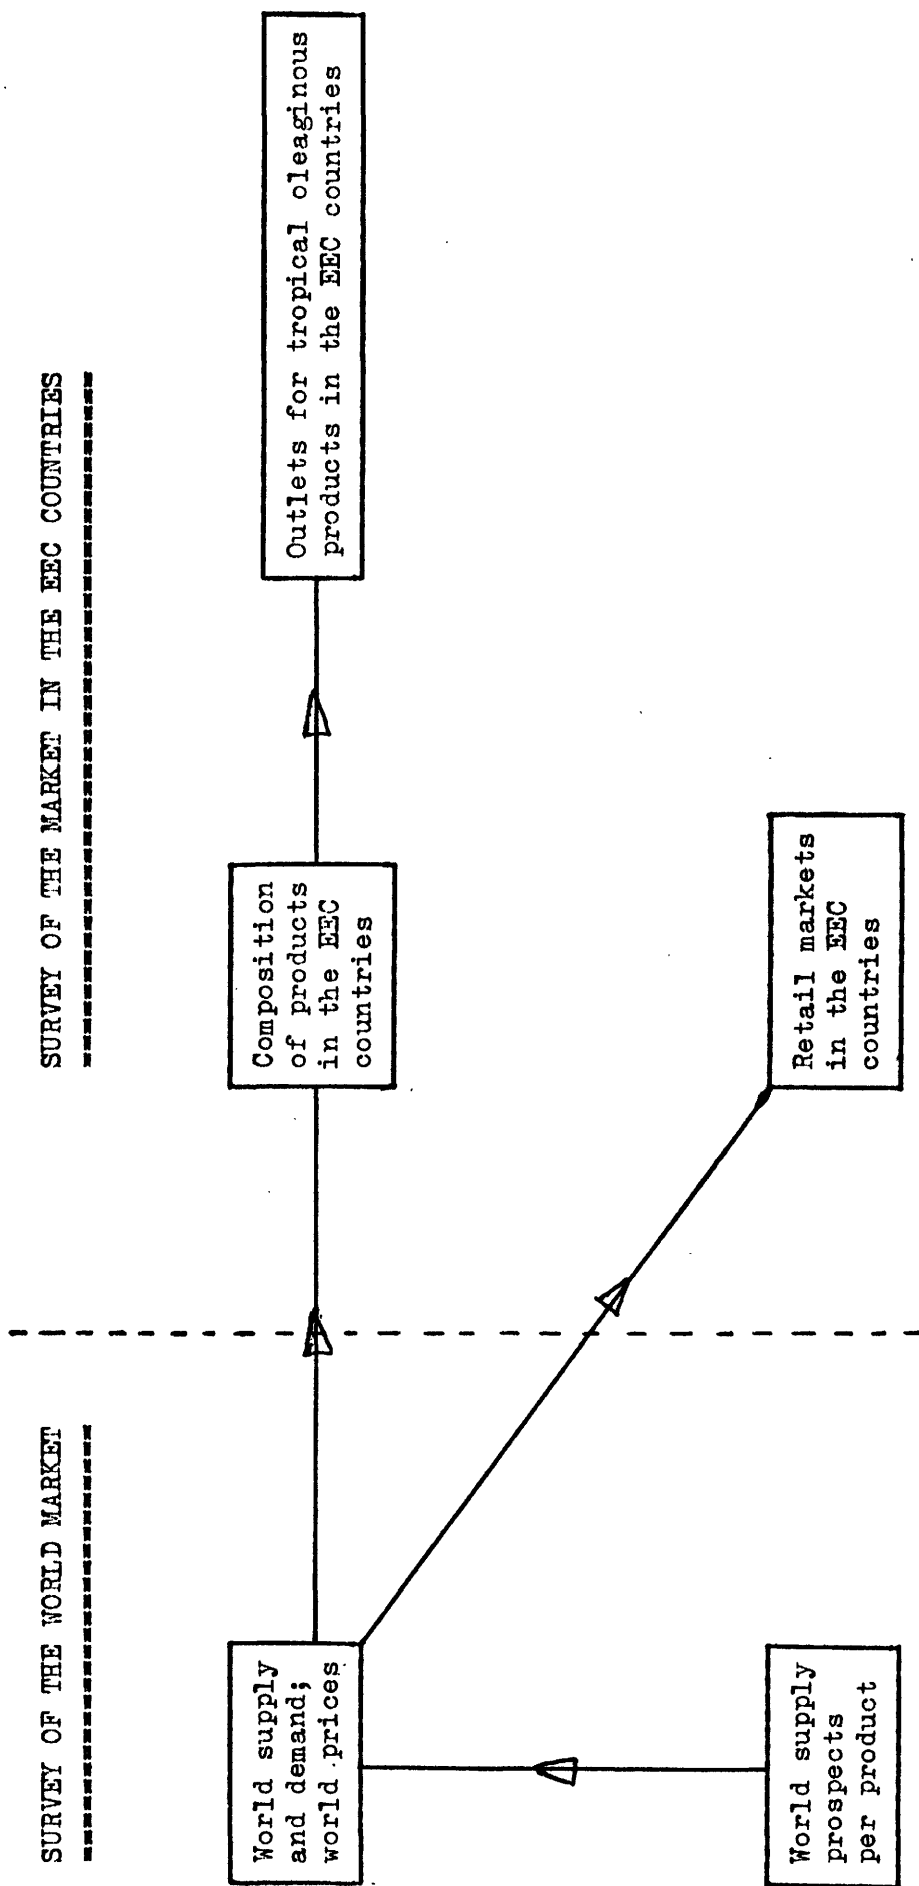 SURVEY OF THE WORLD MARKET
SURVEY OF THE MARKET IN THE EEC COUNTRIES
World supply
and demand;
world prices
Composition
of products
in the EEC
countries
Outlets for tropical oleaginous
products in the EEC countries
World supply
prospects
per product
Retail markets
in the EEC
countries